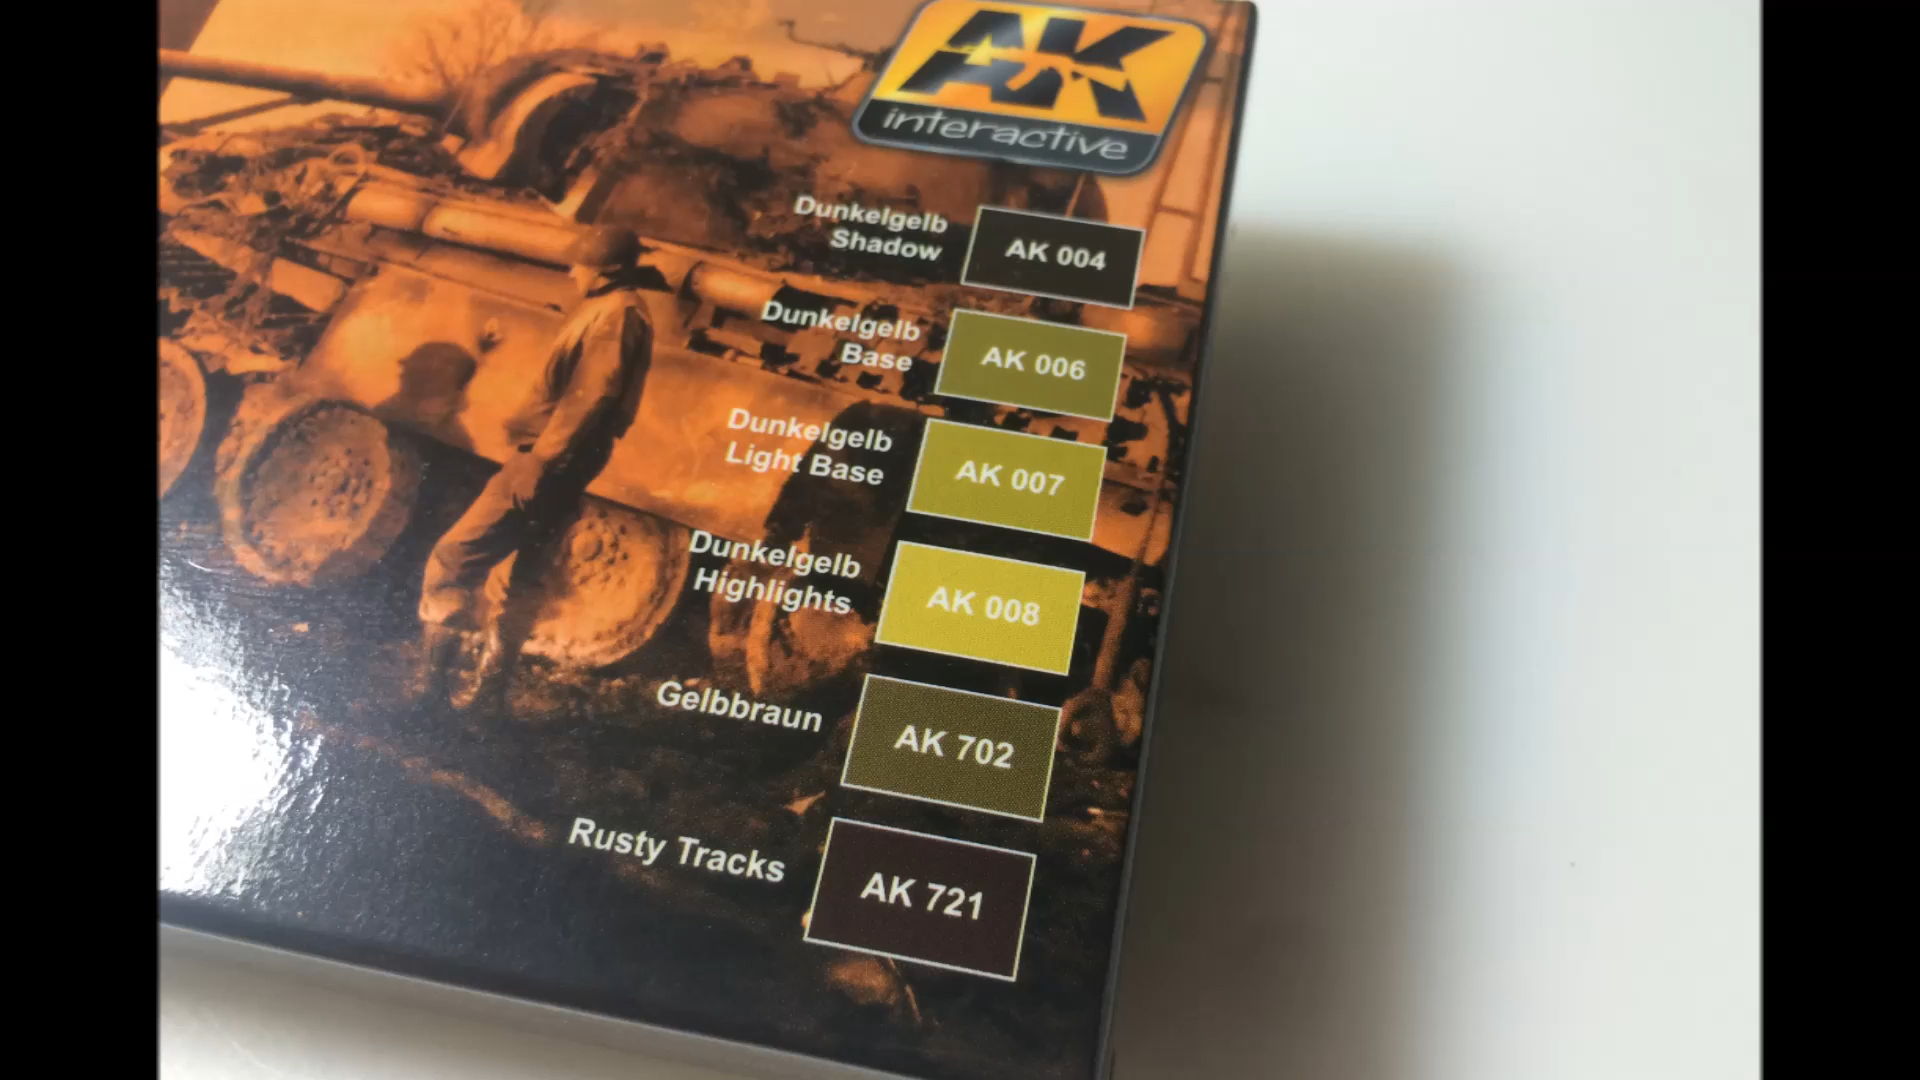 AK
interactive
Dunkelgelb
Shadow
AK 004
Dunkelgelb
Base
AK 006
Dunkelgelb
Light Base
AK 007
Dunkelgelb
Highlights
AK 008
Gelbbraun
AK 702
Rusty Tracks
AK 721